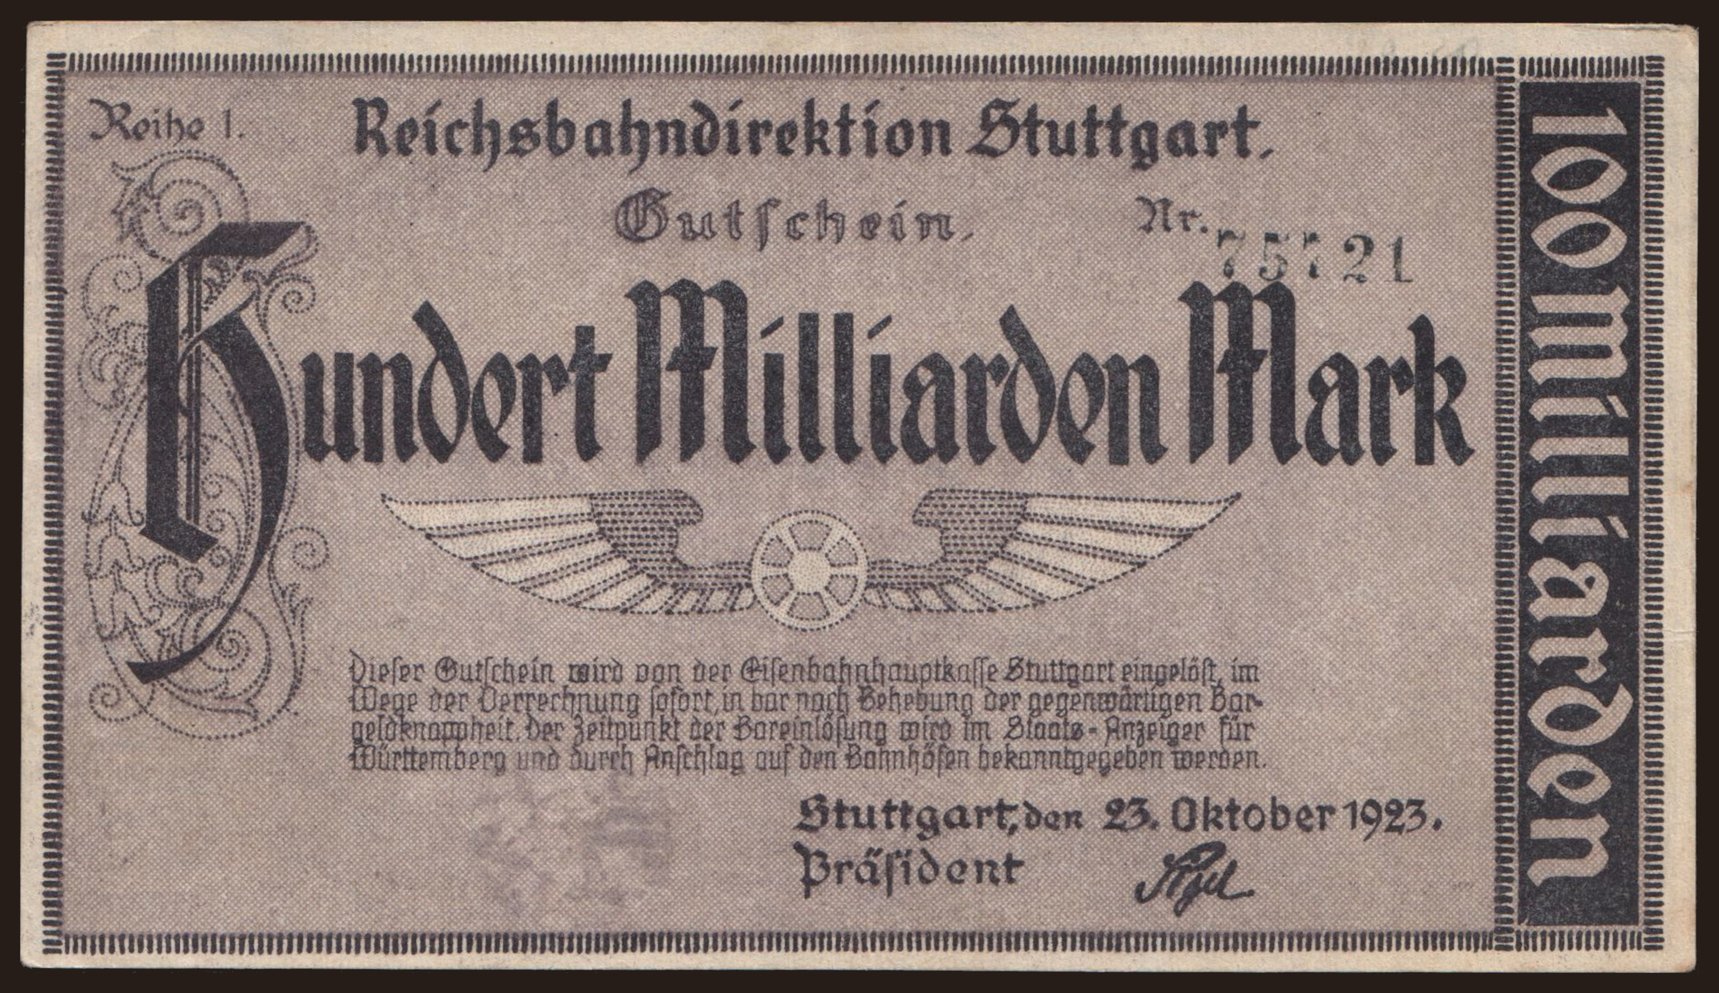 Reihe 1.
Reichsbahndirektion Stuttgart.
Gutschein.
Nr. 75121
Hundert Milliarden Mark
Dieser Gutschein wird von der Eisenbahnhauptkasse Stuttgart eingelöst, im
Wege der Verrechnung sofort, in bar nach Behebung der gegenwärtigen Bar-
geldknappheit. Der Zeitpunkt der Bareinlösung wird im Staats-Anzeiger für
Württemberg und durch Anschlag auf den Bahnhöfen bekanntgegeben werden.
Stuttgart, den 23. Oktober 1923.
Präsident
100 Milliarden